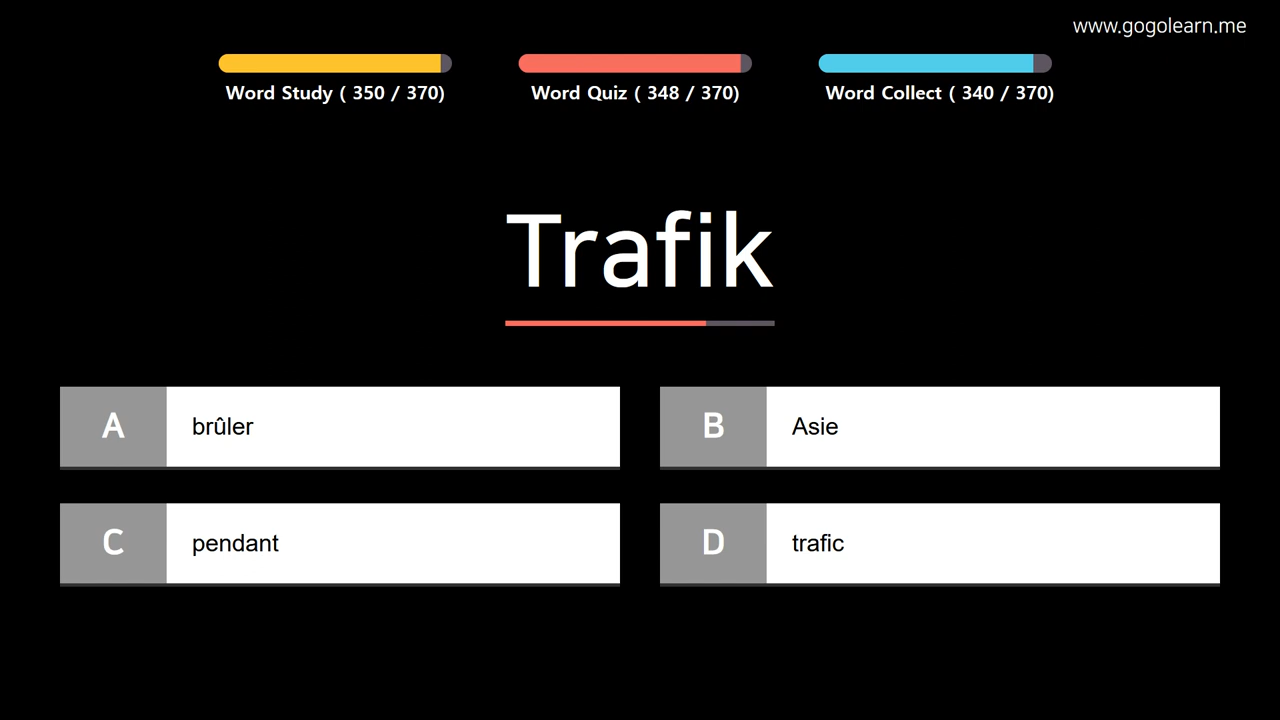 www.gogolearn.me
Word Study ( 350 / 370)
Word Quiz ( 348 / 370)
Word Collect ( 340 / 370)
Trafik
A brûler
B Asie
C pendant
D trafic